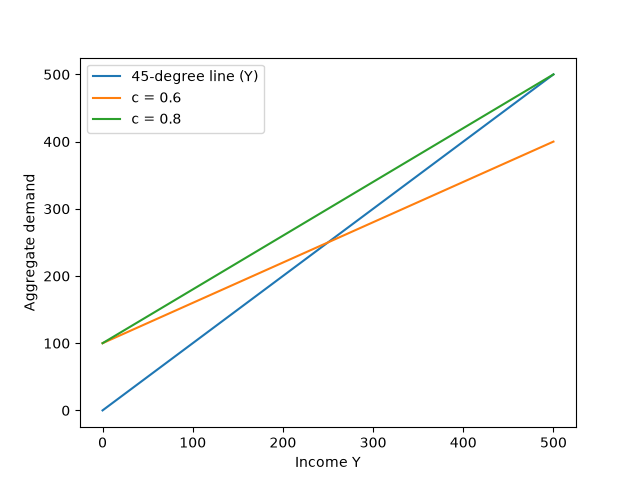 45-degree line (Y)
c = 0.6
c = 0.8
Aggregate demand
500
400
300
200
100
0
0 100 200 300 400 500
Income Y